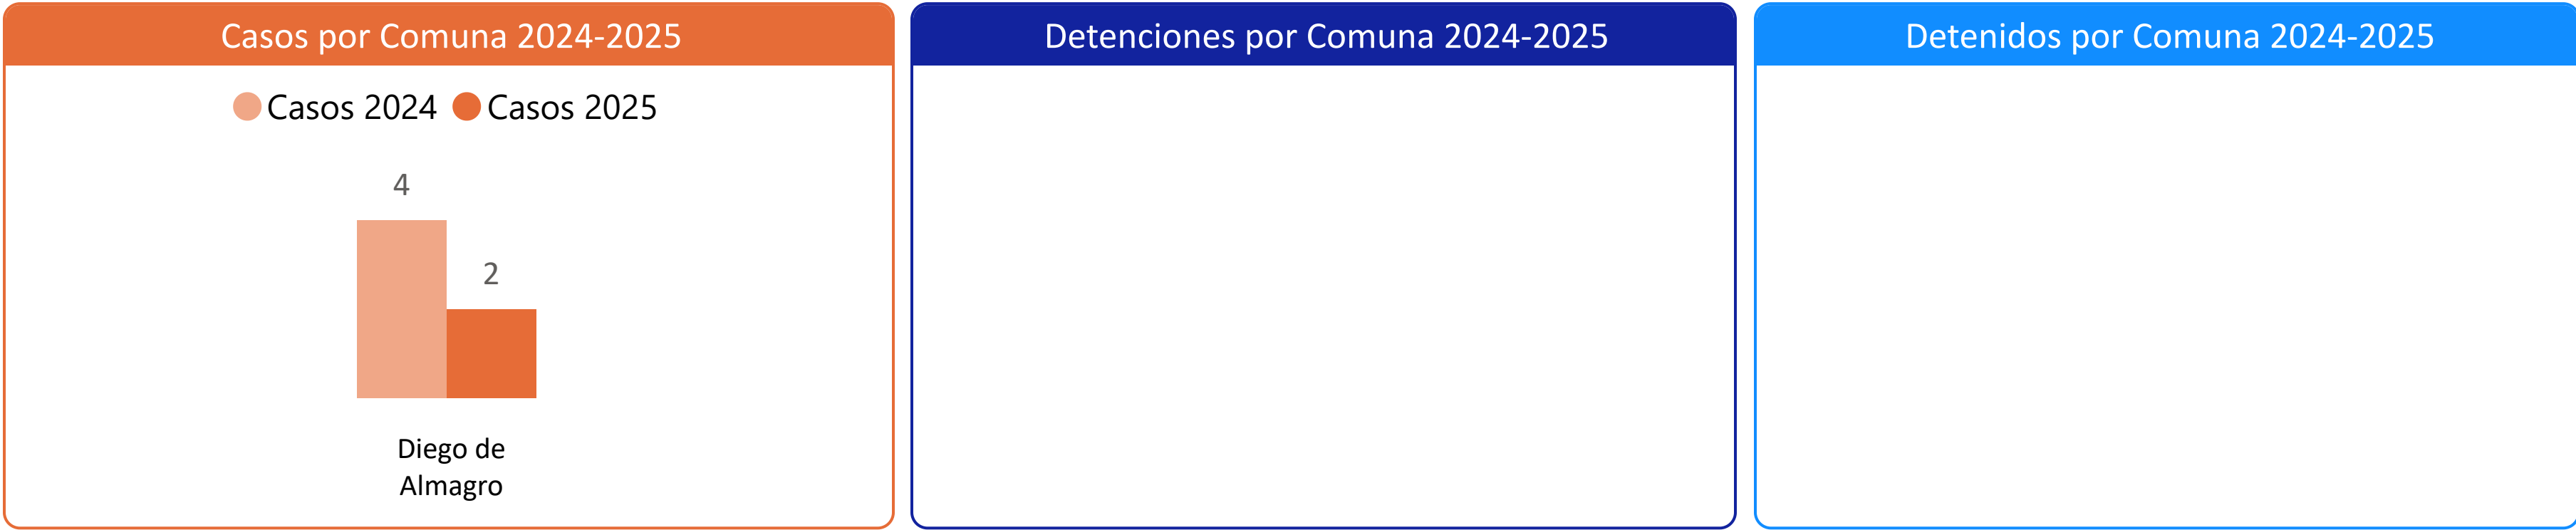 Casos por Comuna 2024-2025
Casos 2024 Casos 2025
4
2
Diego de
Almagro
Detenciones por Comuna 2024-2025
Detenidos por Comuna 2024-2025